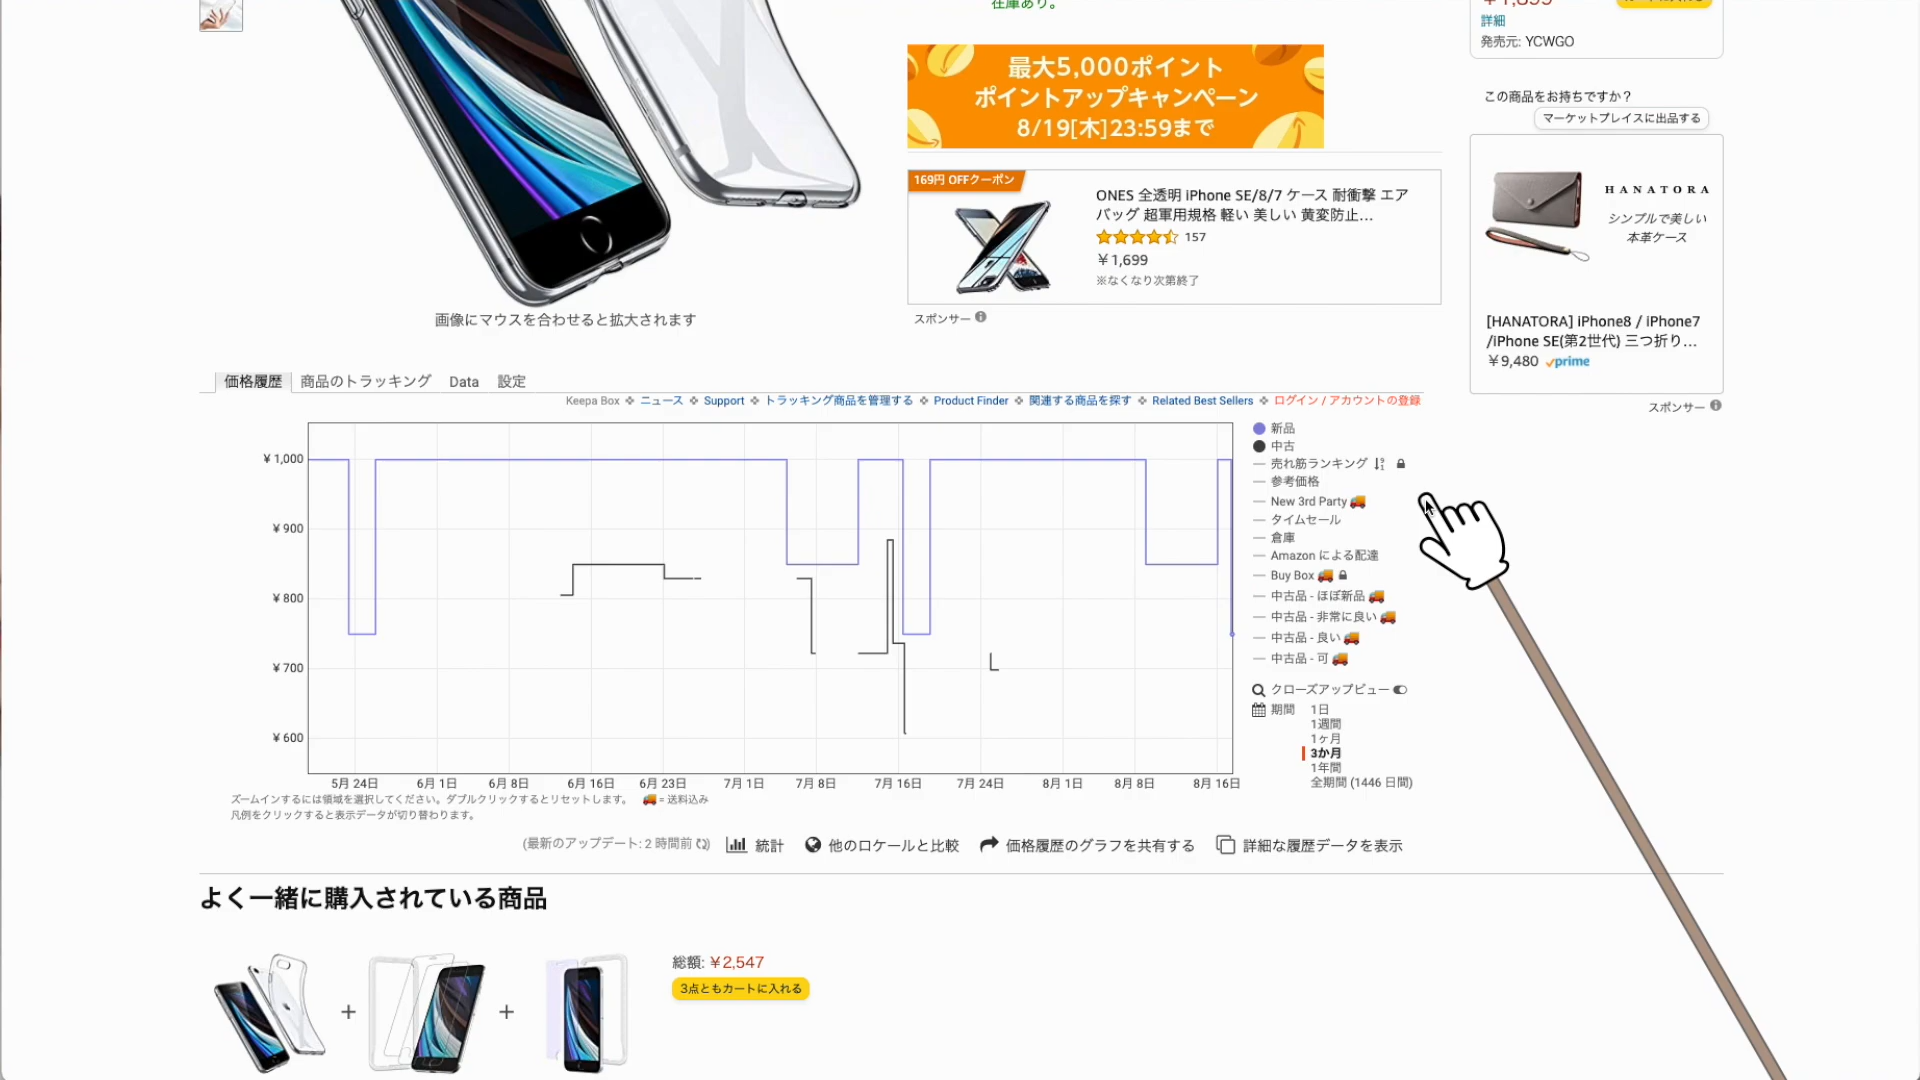 在庫あり。
詳細
発売元: YCWGO
この商品をお持ちですか？
マーケットプレイスに出品する
最大5,000ポイント
ポイントアップキャンペーン
8/19[木]23:59まで
169円 OFFクーポン
ONES 全透明 iPhone SE/8/7 ケース 耐衝撃 エア
バッグ 超軍用規格 軽い 美しい 黄変防止...
157
￥1,699
※なくなり次第終了
スポンサー
HANATORA
シンプルで美しい
本革ケース
[HANATORA] iPhone8 / iPhone7
/iPhone SE(第2世代) 三つ折り...
￥9,480 prime
スポンサー
画像にマウスを合わせると拡大されます
価格履歴 商品のトラッキング Data 設定
Keepa Box ❖ ニュース ❖ Support ❖ トラッキング商品を管理する ❖ Product Finder ❖ 関連する商品を探す ❖ Related Best Sellers ❖ ログイン / アカウントの登録
￥1,000
￥900
￥800
￥700
￥600
5月 24日 6月 1日 6月 8日 6月 16日 6月 23日 7月 1日 7月 8日 7月 16日 7月 24日 8月 1日 8月 8日 8月 16日
新品
中古
売れ筋ランキング
参考価格
New 3rd Party
タイムセール
倉庫
Amazon による配達
Buy Box
中古品 - ほぼ新品
中古品 - 非常に良い
中古品 - 良い
中古品 - 可
クローズアップビュー
期間 1日
1週間
1ヶ月
3か月
1年間
全期間 (1446 日間)
ズームインするには領域を選択してください。ダブルクリックするとリセットします。 = 送料込み
凡例をクリックすると表示データが切り替わります。
(最新のアップデート: 2 時間前) 統計 他のロケールと比較 価格履歴のグラフを共有する 詳細な履歴データを表示
よく一緒に購入されている商品
+ +
総額: ￥2,547
3点ともカートに入れる